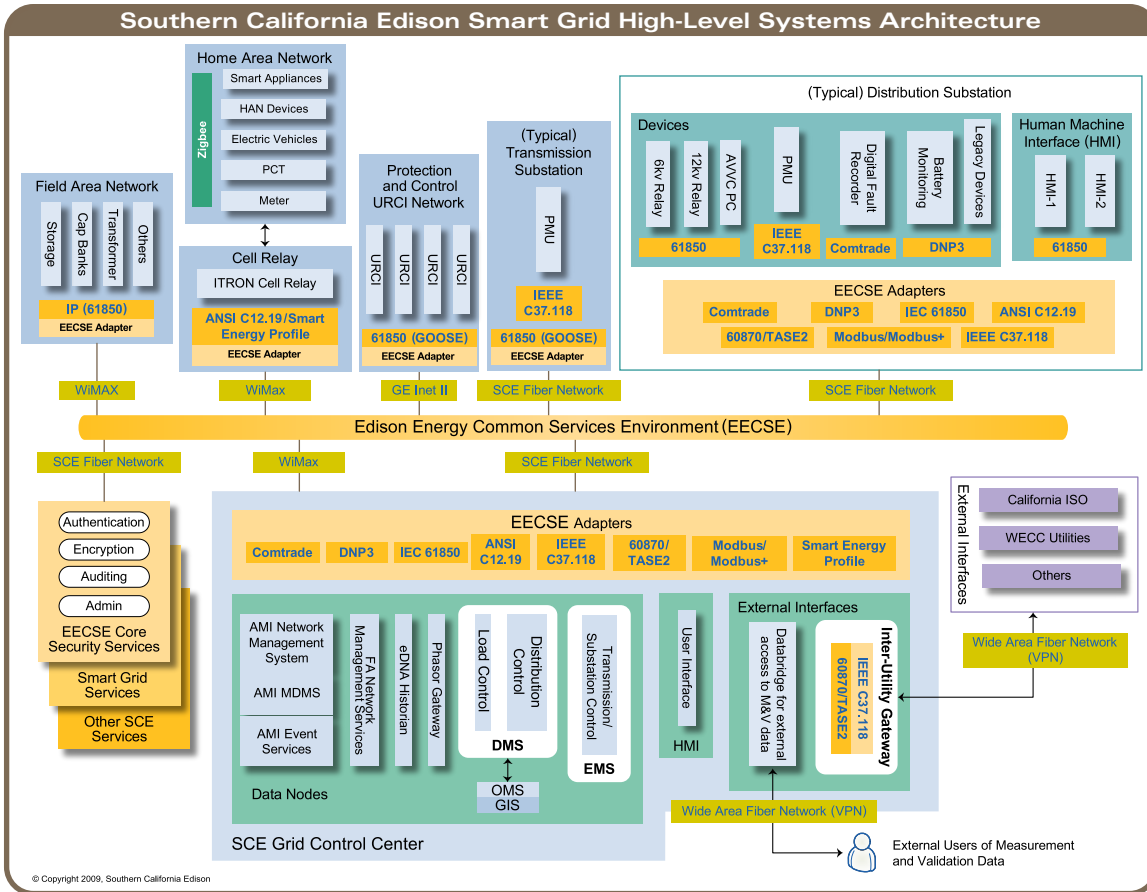 Southern California Edison Smart Grid High-Level Systems Architecture
Home Area Network
Zigbee
Smart Appliances
HAN Devices
Electric Vehicles
PCT
Meter
Field Area Network
Storage
Cap Banks
Transformer
Others
IP (61850)
EECSE Adapter
WiMAX
Cell Relay
ITRON Cell Relay
ANSI C12.19/Smart
Energy Profile
EECSE Adapter
WiMax
Protection
and Control
URCI Network
URCI
URCI
URCI
URCI
61850 (GOOSE)
EECSE Adapter
GE Inet II
(Typical)
Transmission
Substation
PMU
IEEE
C37.118
61850 (GOOSE)
EECSE Adapter
SCE Fiber Network
(Typical) Distribution Substation
Devices
6kv Relay
12kv Relay
AVVC PC
61850
PMU
IEEE
C37.118
Digital Fault
Recorder
Comtrade
Battery
Monitoring
Legacy Devices
DNP3
Human Machine
Interface (HMI)
HMI-1
HMI-2
61850
EECSE Adapters
Comtrade
DNP3
IEC 61850
ANSI C12.19
60870/TASE2
Modbus/Modbus+
IEEE C37.118
SCE Fiber Network
Edison Energy Common Services Environment (EECSE)
SCE Fiber Network
WiMax
SCE Fiber Network
Authentication
Encryption
Auditing
Admin
EECSE Core
Security Services
Smart Grid
Services
Other SCE
Services
EECSE Adapters
Comtrade
DNP3
IEC 61850
ANSI
C12.19
IEEE
C37.118
60870/
TASE2
Modbus/
Modbus+
Smart Energy
Profile
AMI Network
Management
System
AMI MDMS
AMI Event
Services
FA Network
Management Services
eDNA Historian
Phasor Gateway
Load Control
Distribution
Control
DMS
OMS
GIS
Transmission/
Substation Control
EMS
Data Nodes
User Interface
HMI
External Interfaces
Databridge for external
access to M&V data
IEEE C37.118
60870/TASE2
Inter-Utility Gateway
SCE Grid Control Center
External Interfaces
California ISO
WECC Utilities
Others
Wide Area Fiber Network
(VPN)
Wide Area Fiber Network (VPN)
External Users of Measurement
and Validation Data
© Copyright 2009, Southern California Edison